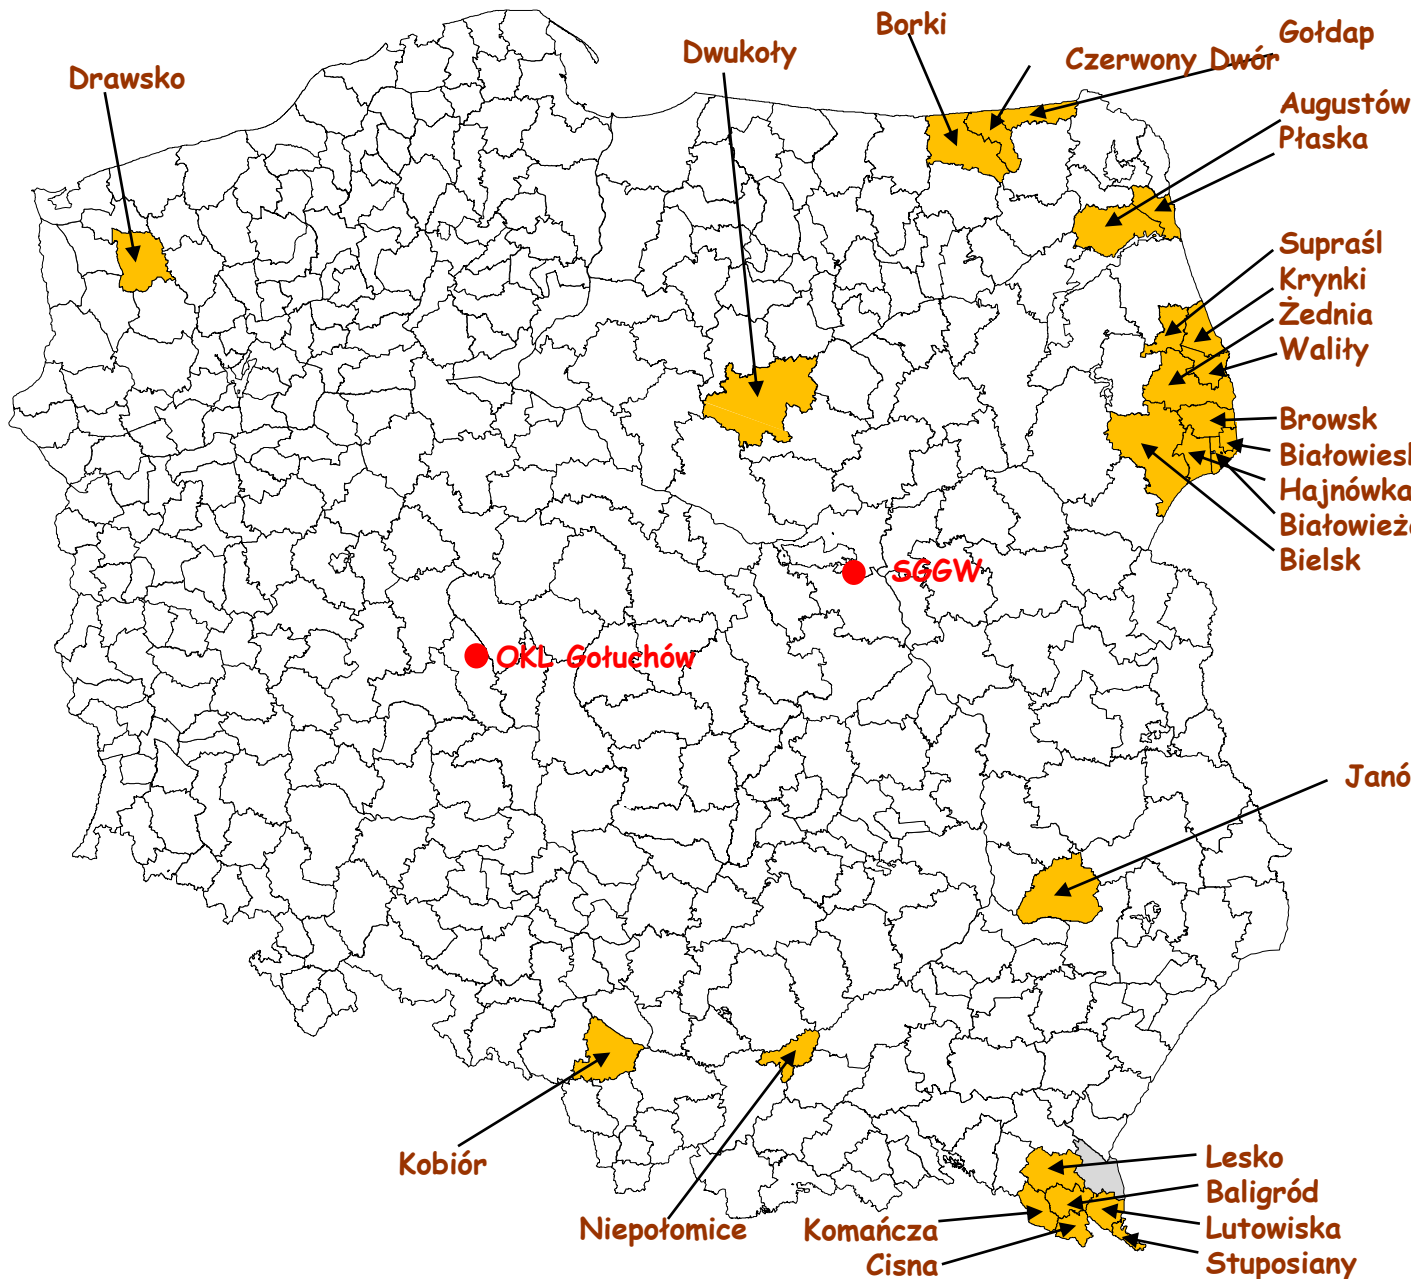 Borki
Gołdap
Dwukoły
Czerwony Dwór
Drawsko
Augustów
Płaska
Supraśl
Krynki
Żednia
Waliły
Browsk
Hajnówka
Bielsk
SGGW
OKL Gołuchów
Kobiór
Lesko
Baligród
Niepołomice
Komańcza
Lutowiska
Cisna
Stuposiany